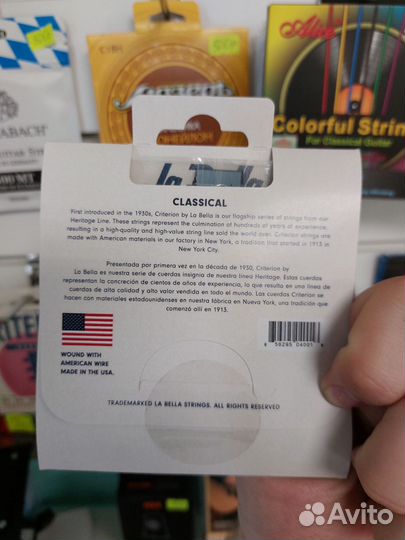 Alice
Colorful Strin
For Classical Guitar
La Bella
CLASSICAL
First introduced in the 1930s, Criterion by La Bella is our flagship series of strings from our
Heritage Line. These strings represent the culmination of hundreds of years of experience,
resulting in a high-quality and high-value string line sold the world over. Criterion strings are
made with American materials in our factory in New York, a tradition that started in 1913 in
New York City.
Presentada por primera vez en la década de 1930, Criterion by
La Bella es nuestra serie de cuerdas insignia de nuestra línea Heritage. Estas cuerdas
representan la concreción de cientos de años de experiencia, lo que resulta en una línea de
cuerdas de alta calidad y alto valor vendida en todo el mundo. Las cuerdas Criterion se
hacen con materiales estadounidenses en nuestra fábrica en Nueva York, una tradición que
comenzó allí en 1913.
WOUND WITH
AMERICAN WIRE
MADE IN THE USA.
TRADEMARKED LA BELLA STRINGS. ALL RIGHTS RESERVED
Avito